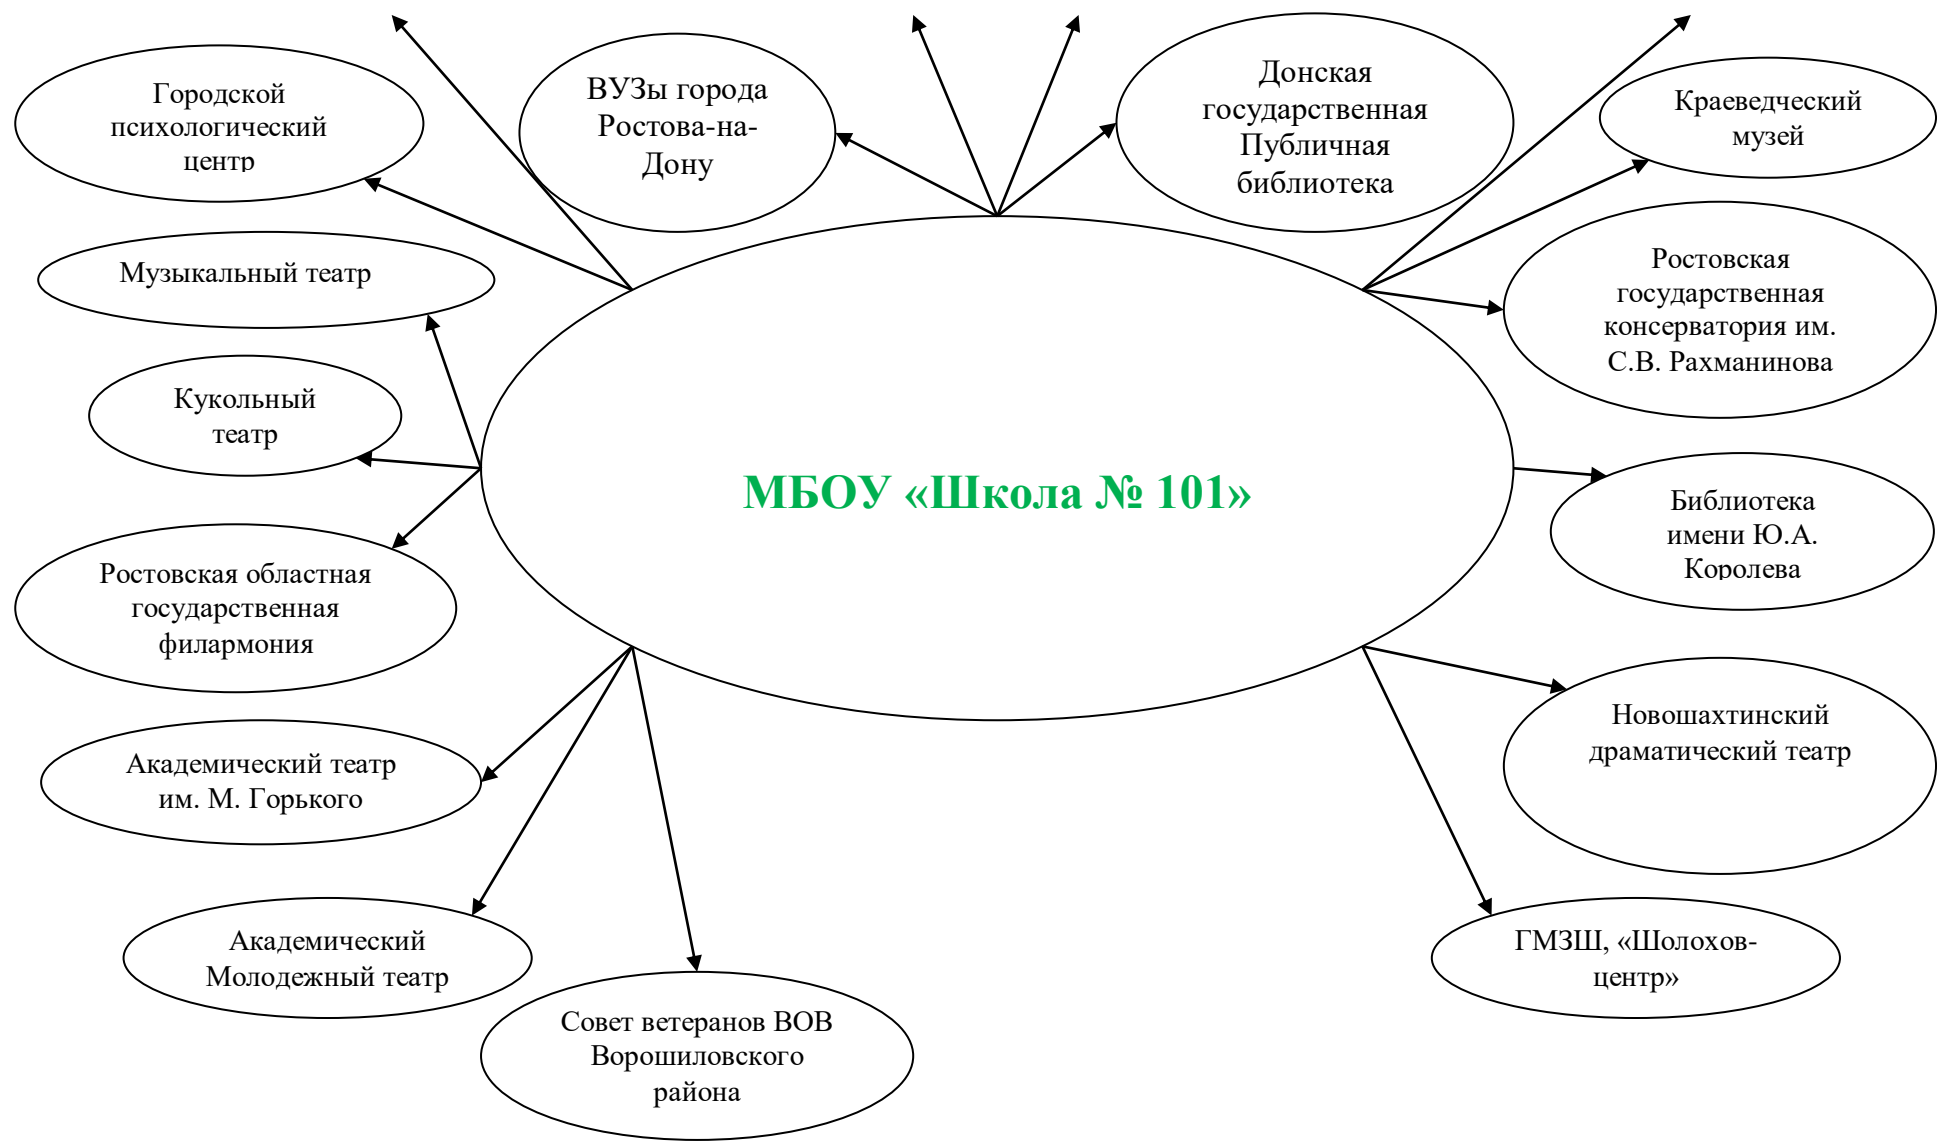 Городской
психологический
центр
ВУЗы города
Ростова-на-
Дону
Донская
государственная
Публичная
библиотека
Краеведческий
музей
Музыкальный театр
Ростовская
государственная
консерватория им.
С.В. Рахманинова
Кукольный
театр
МБОУ «Школа № 101»
Библиотека
имени Ю.А.
Королева
Ростовская областная
государственная
филармония
Новошахтинский
драматический театр
Академический театр
им. М. Горького
Академический
Молодежный театр
ГМЗШ, «Шолохов-
центр»
Совет ветеранов ВОВ
Ворошиловского
района